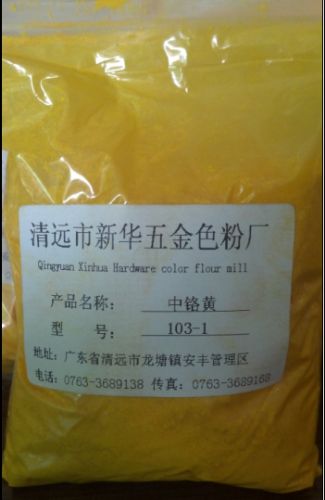 清远市新华五金色粉厂
Qingyuan Xinhua Hardware color flour mill
产品名称： 中铬黄
型 号： 103-1
地址：广东省清远市龙塘镇安丰管理区
电话：0763-3689138 传真：0763-3689168